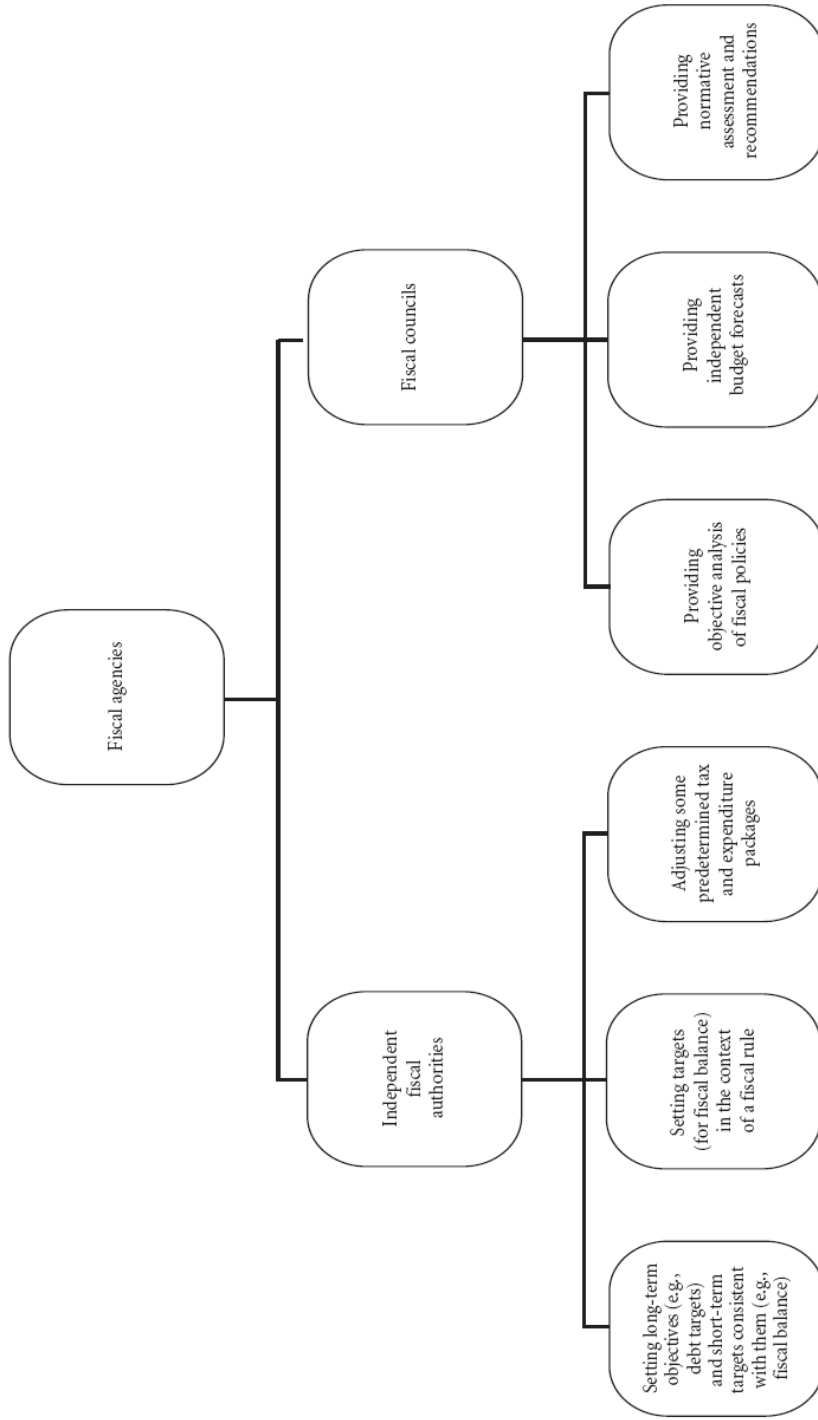 Fiscal agencies
Independent
fiscal
authorities
Fiscal councils
Setting long-term
objectives (e.g.,
debt targets)
and short-term
targets consistent
with them (e.g.,
fiscal balance)
Setting targets
(for fiscal balance)
in the context
of a fiscal rule
Adjusting some
predetermined tax
and expenditure
packages
Providing
objective analysis
of fiscal policies
Providing
independent
budget forecasts
Providing
normative
assessment and
recommendations